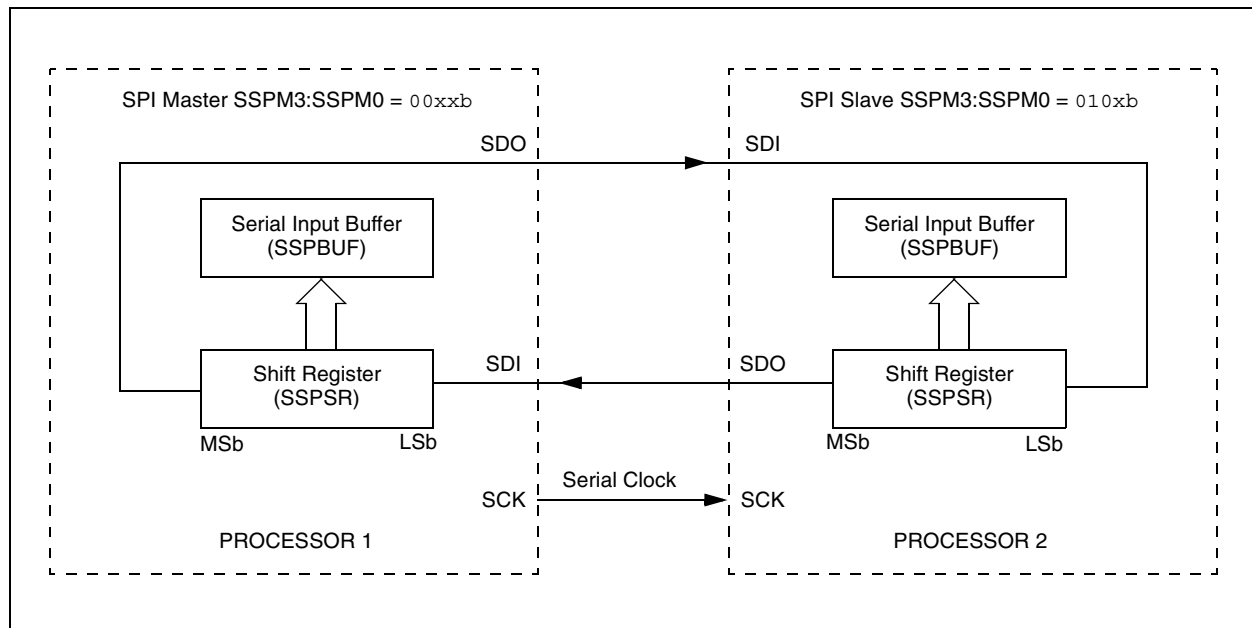 SPI Master SSPM3:SSPM0 = 00xxb
SPI Slave SSPM3:SSPM0 = 010xb
SDO
SDI
Serial Input Buffer
(SSPBUF)
Serial Input Buffer
(SSPBUF)
SDI
SDO
Shift Register
(SSPSR)
Shift Register
(SSPSR)
MSb
LSb
MSb
LSb
Serial Clock
SCK
SCK
PROCESSOR 1
PROCESSOR 2